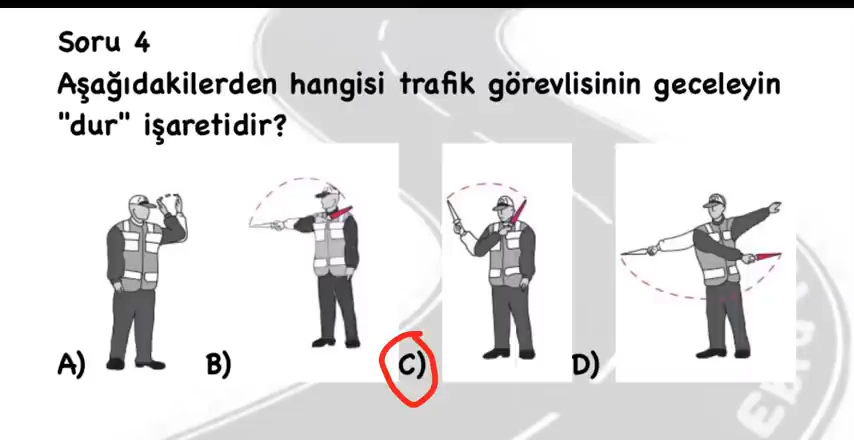 Soru 4
Aşağıdakilerden hangisi trafik görevlisinin geceleyin
"dur" işaretidir?
A) B) C) D)